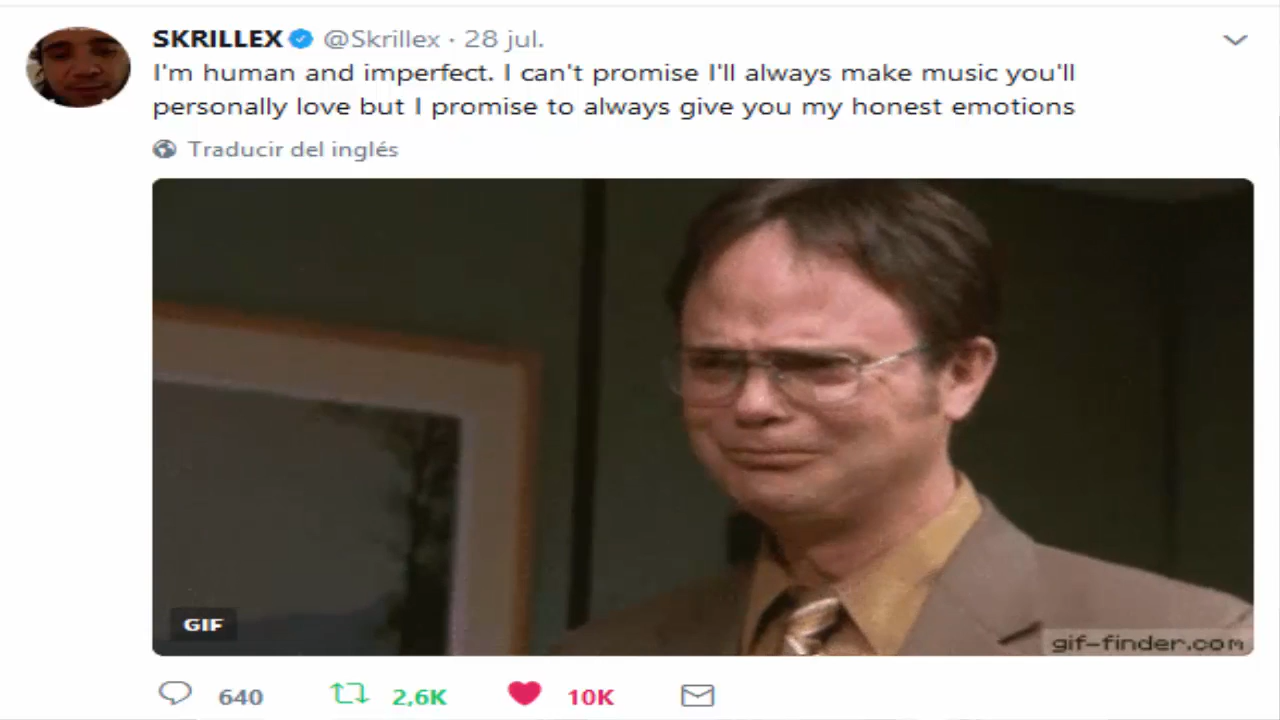 SKRILLEX @Skrillex · 28 jul.
I'm human and imperfect. I can't promise I'll always make music you'll
personally love but I promise to always give you my honest emotions
Traducir del inglés
GIF
gif-finder.com
640 2,6K 10K